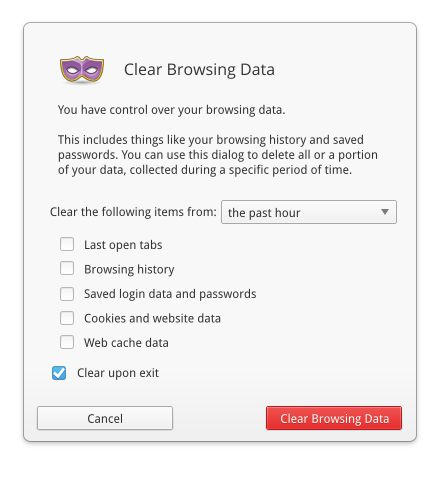 Clear Browsing Data
You have control over your browsing data.
This includes things like your browsing history and saved
passwords. You can use this dialog to delete all or a portion
of your data, collected during a specific period of time.
Clear the following items from: the past hour
Last open tabs
Browsing history
Saved login data and passwords
Cookies and website data
Web cache data
Clear upon exit
Cancel Clear Browsing Data